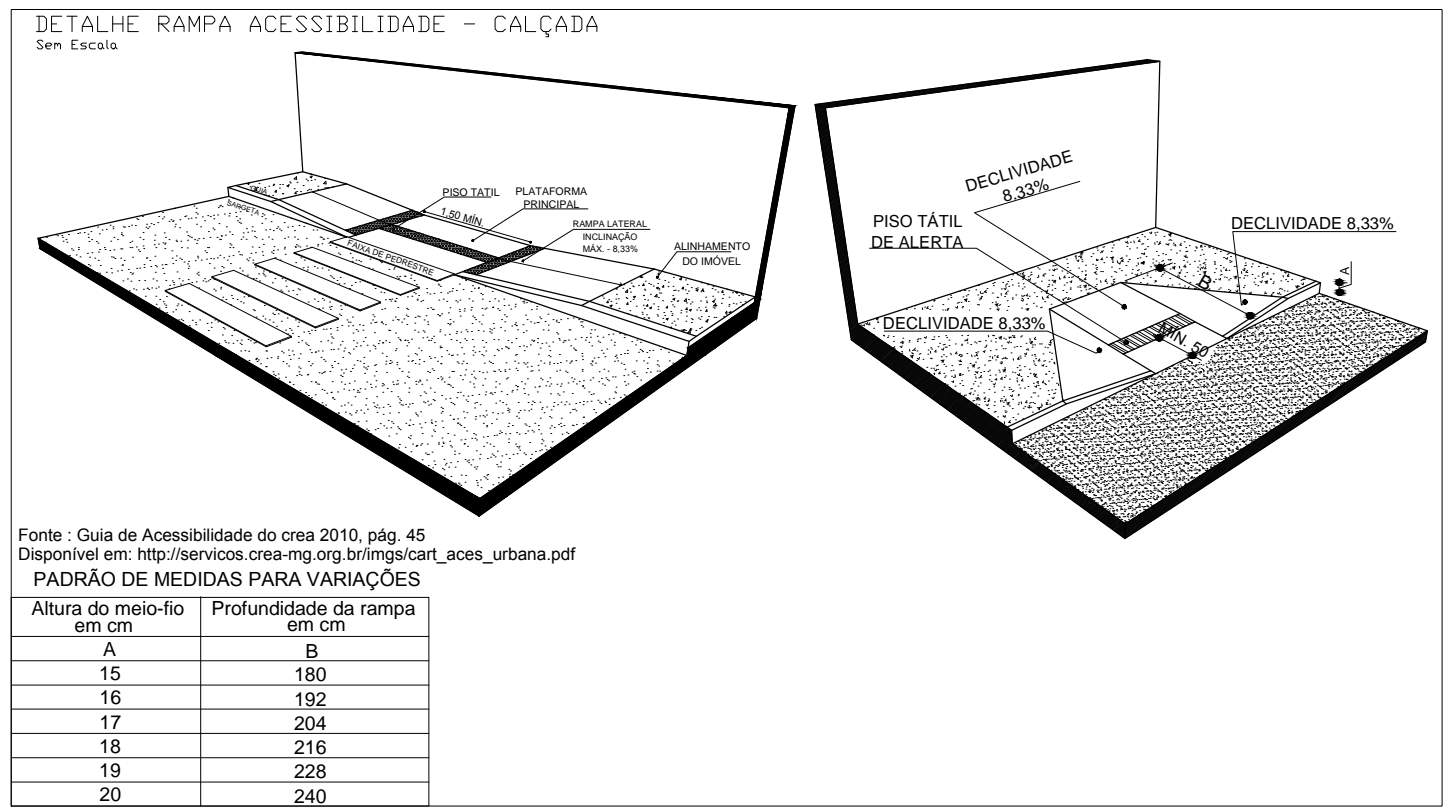 DETALHE RAMPA ACESSIBILIDADE - CALÇADA
Sem Escala
GUIA
SARGETA
PISO TATIL
1,50 MÍN
PLATAFORMA
PRINCIPAL
RAMPA LATERAL
INCLINAÇÃO
MÁX. - 8,33%
ALINHAMENTO
DO IMÓVEL
FAIXA DE PEDRESTRE
DECLIVIDADE
8.33%
PISO TÁTIL
DE ALERTA
DECLIVIDADE 8,33%
A
B
DECLIVIDADE 8,33%
MIN. 50
Fonte : Guia de Acessibilidade do crea 2010, pág. 45
Disponível em: http://servicos.crea-mg.org.br/imgs/cart_aces_urbana.pdf
PADRÃO DE MEDIDAS PARA VARIAÇÕES
Altura do meio-fio
em cm
Profundidade da rampa
em cm
A B
15 180
16 192
17 204
18 216
19 228
20 240